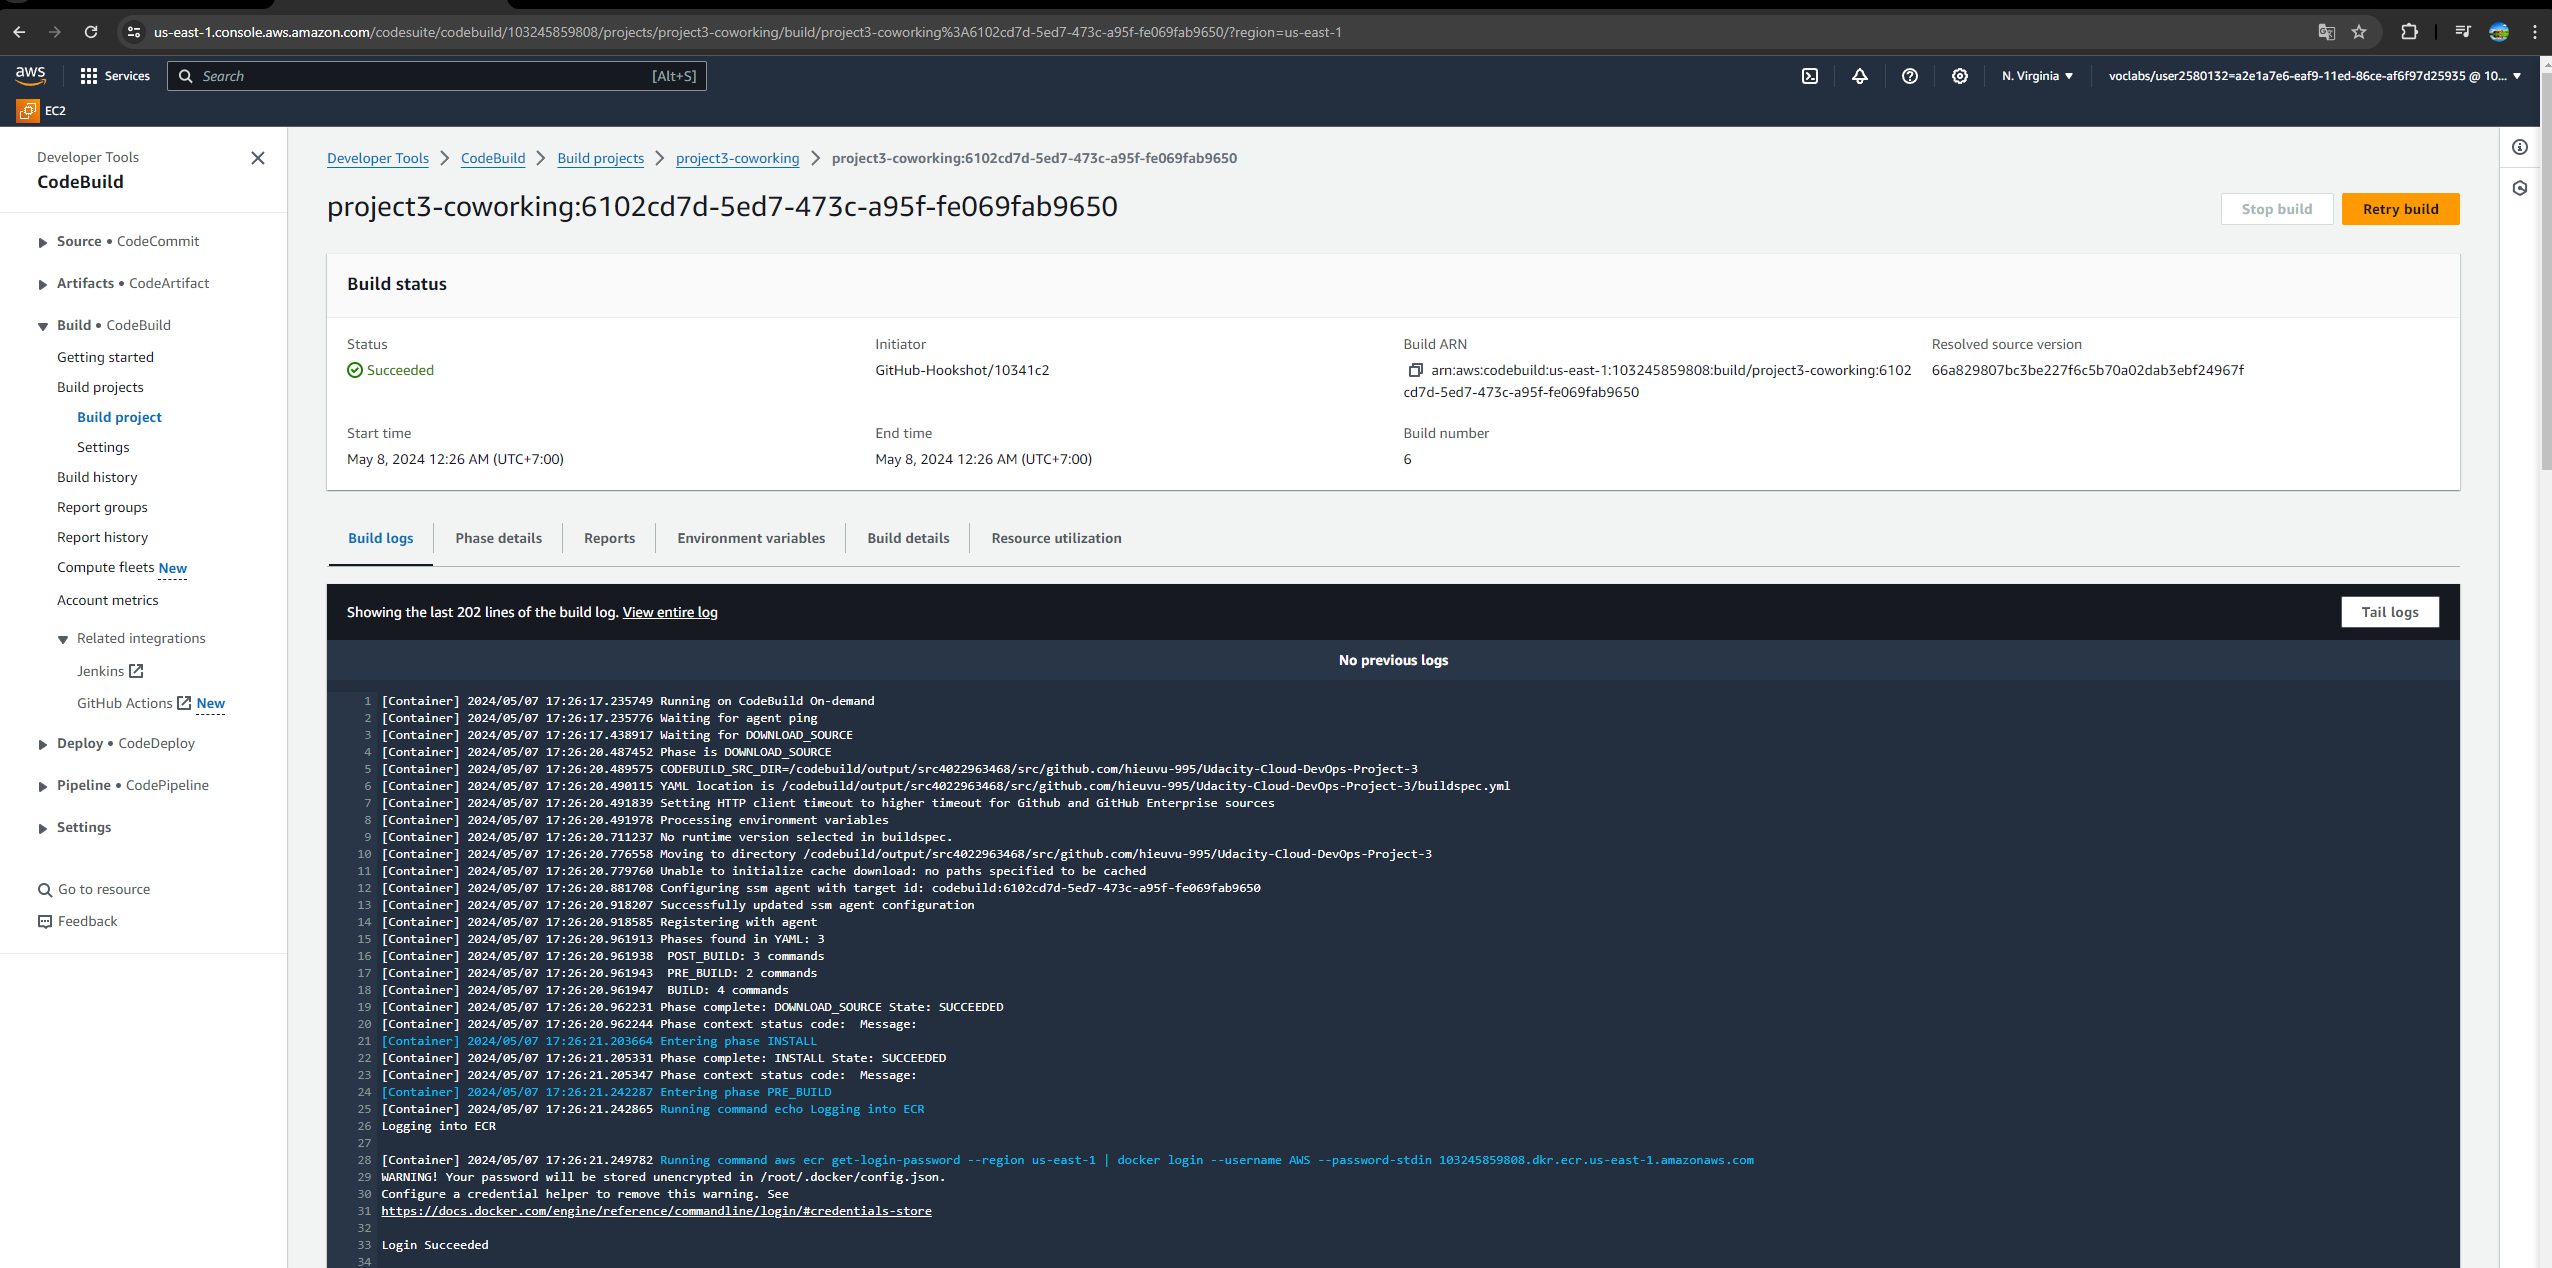 us-east-1.console.aws.amazon.com/codesuite/codebuild/103245859808/projects/project3-coworking/build/project3-coworking%3A6102cd7d-5ed7-473c-a95f-fe069fab9650/?region=us-east-1
aws Services Search [Alt+S] N. Virginia voclabs/user2580132=a2e1a7e6-eaf9-11ed-86ce-af6f97d25935 @ 10...
EC2
Developer Tools
CodeBuild
Source • CodeCommit
Artifacts • CodeArtifact
Build • CodeBuild
Getting started
Build projects
Build project
Settings
Build history
Report groups
Report history
Compute fleets New
Account metrics
Related integrations
Jenkins
GitHub Actions New
Deploy • CodeDeploy
Pipeline • CodePipeline
Settings
Go to resource
Feedback
Developer Tools > CodeBuild > Build projects > project3-coworking > project3-coworking:6102cd7d-5ed7-473c-a95f-fe069fab9650
project3-coworking:6102cd7d-5ed7-473c-a95f-fe069fab9650
Stop build Retry build
Build status
Status
Succeeded
Initiator
GitHub-Hookshot/10341c2
Build ARN
arn:aws:codebuild:us-east-1:103245859808:build/project3-coworking:6102
cd7d-5ed7-473c-a95f-fe069fab9650
Resolved source version
66a829807bc3be227f6c5b70a02dab3ebf24967f
Start time
May 8, 2024 12:26 AM (UTC+7:00)
End time
May 8, 2024 12:26 AM (UTC+7:00)
Build number
6
Build logs Phase details Reports Environment variables Build details Resource utilization
Showing the last 202 lines of the build log. View entire log Tail logs
No previous logs
1 [Container] 2024/05/07 17:26:17.235749 Running on CodeBuild On-demand
2 [Container] 2024/05/07 17:26:17.235776 Waiting for agent ping
3 [Container] 2024/05/07 17:26:17.438917 Waiting for DOWNLOAD_SOURCE
4 [Container] 2024/05/07 17:26:20.487452 Phase is DOWNLOAD_SOURCE
5 [Container] 2024/05/07 17:26:20.489575 CODEBUILD_SRC_DIR=/codebuild/output/src4022963468/src/github.com/hieuvu-995/Udacity-Cloud-DevOps-Project-3
6 [Container] 2024/05/07 17:26:20.490115 YAML location is /codebuild/output/src4022963468/src/github.com/hieuvu-995/Udacity-Cloud-DevOps-Project-3/buildspec.yml
7 [Container] 2024/05/07 17:26:20.491839 Setting HTTP client timeout to higher timeout for Github and GitHub Enterprise sources
8 [Container] 2024/05/07 17:26:20.491978 Processing environment variables
9 [Container] 2024/05/07 17:26:20.711237 No runtime version selected in buildspec.
10 [Container] 2024/05/07 17:26:20.776558 Moving to directory /codebuild/output/src4022963468/src/github.com/hieuvu-995/Udacity-Cloud-DevOps-Project-3
11 [Container] 2024/05/07 17:26:20.779760 Unable to initialize cache download: no paths specified to be cached
12 [Container] 2024/05/07 17:26:20.881708 Configuring ssm agent with target id: codebuild:6102cd7d-5ed7-473c-a95f-fe069fab9650
13 [Container] 2024/05/07 17:26:20.918207 Successfully updated ssm agent configuration
14 [Container] 2024/05/07 17:26:20.918585 Registering with agent
15 [Container] 2024/05/07 17:26:20.961913 Phases found in YAML: 3
16 [Container] 2024/05/07 17:26:20.961938 POST_BUILD: 3 commands
17 [Container] 2024/05/07 17:26:20.961943 PRE_BUILD: 2 commands
18 [Container] 2024/05/07 17:26:20.961947 BUILD: 4 commands
19 [Container] 2024/05/07 17:26:20.962231 Phase complete: DOWNLOAD_SOURCE State: SUCCEEDED
20 [Container] 2024/05/07 17:26:20.962244 Phase context status code: Message:
21 [Container] 2024/05/07 17:26:21.203664 Entering phase INSTALL
22 [Container] 2024/05/07 17:26:21.205331 Phase complete: INSTALL State: SUCCEEDED
23 [Container] 2024/05/07 17:26:21.205347 Phase context status code: Message:
24 [Container] 2024/05/07 17:26:21.242287 Entering phase PRE_BUILD
25 [Container] 2024/05/07 17:26:21.242865 Running command echo Logging into ECR
26 Logging into ECR
27
28 [Container] 2024/05/07 17:26:21.249782 Running command aws ecr get-login-password --region us-east-1 | docker login --username AWS --password-stdin 103245859808.dkr.ecr.us-east-1.amazonaws.com
29 WARNING! Your password will be stored unencrypted in /root/.docker/config.json.
30 Configure a credential helper to remove this warning. See
31 https://docs.docker.com/engine/reference/commandline/login/#credentials-store
32
33 Login Succeeded
34